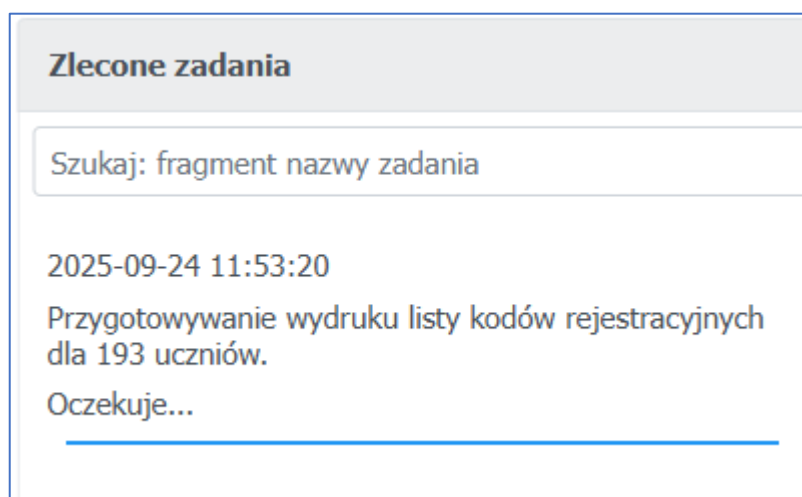 Zlecone zadania
Szukaj: fragment nazwy zadania
2025-09-24 11:53:20
Przygotowywanie wydruku listy kodów rejestracyjnych
dla 193 uczniów.
Oczekuje...